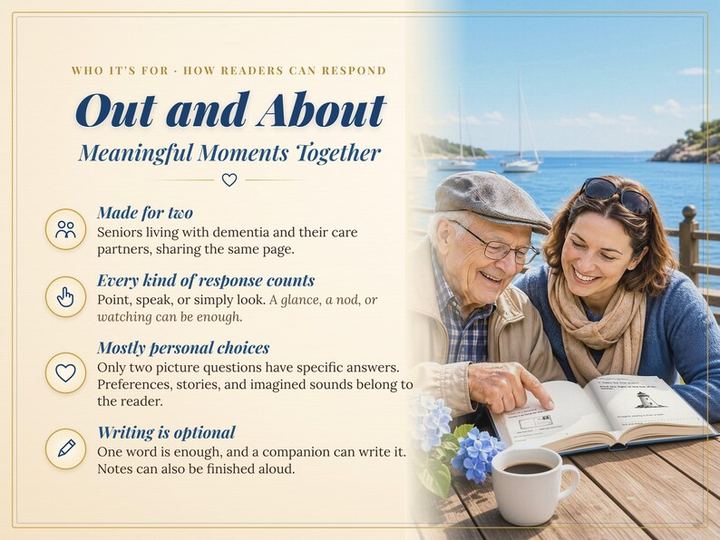 WHO IT'S FOR · HOW READERS CAN RESPOND
Out and About
Meaningful Moments Together
Made for two
Seniors living with dementia and their care
partners, sharing the same page.
Every kind of response counts
Point, speak, or simply look. A glance, a nod, or
watching can be enough.
Mostly personal choices
Only two picture questions have specific answers.
Preferences, stories, and imagined sounds belong to
the reader.
Writing is optional
One word is enough, and a companion can write it.
Notes can also be finished aloud.